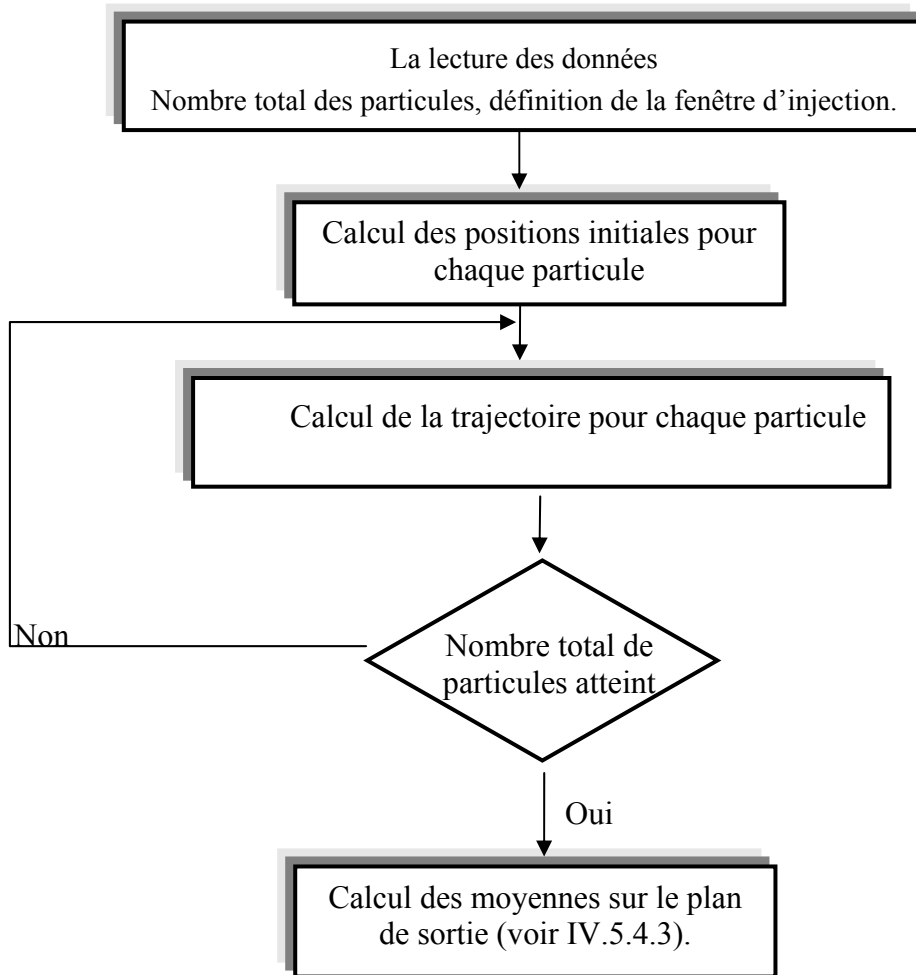 La lecture des données
Nombre total des particules, définition de la fenêtre d’injection.
Calcul des positions initiales pour
chaque particule
Calcul de la trajectoire pour chaque particule
Non
Nombre total de
particules atteint
Oui
Calcul des moyennes sur le plan
de sortie (voir IV.5.4.3).